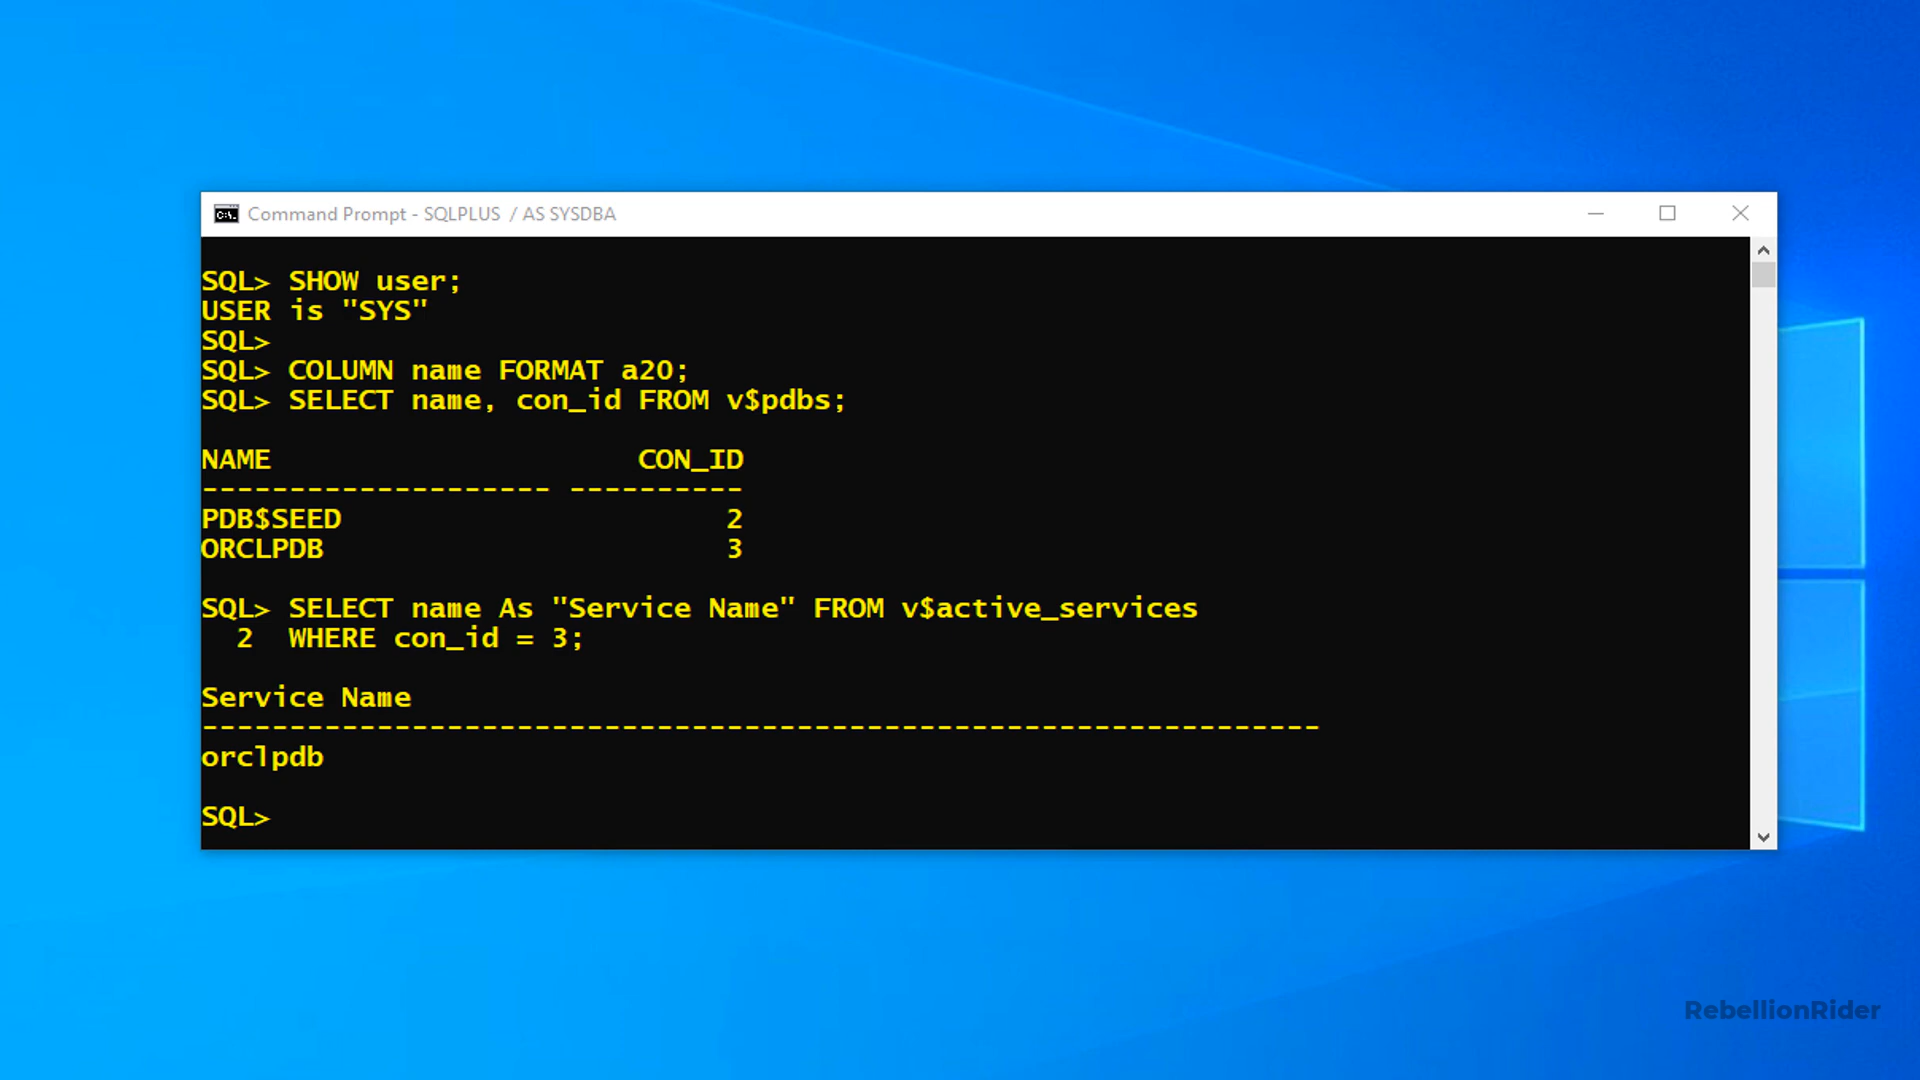 Command Prompt - SQLPLUS / AS SYSDBA
SQL> SHOW user;
USER is "SYS"
SQL>
SQL> COLUMN name FORMAT a20;
SQL> SELECT name, con_id FROM v$pdbs;
NAME                     CON_ID
-------------------- ----------
PDB$SEED                      2
ORCLPDB                       3
SQL> SELECT name As "Service Name" FROM v$active_services
  2  WHERE con_id = 3;
Service Name
----------------------------------------------------------------
orclpdb
SQL>
RebellionRider